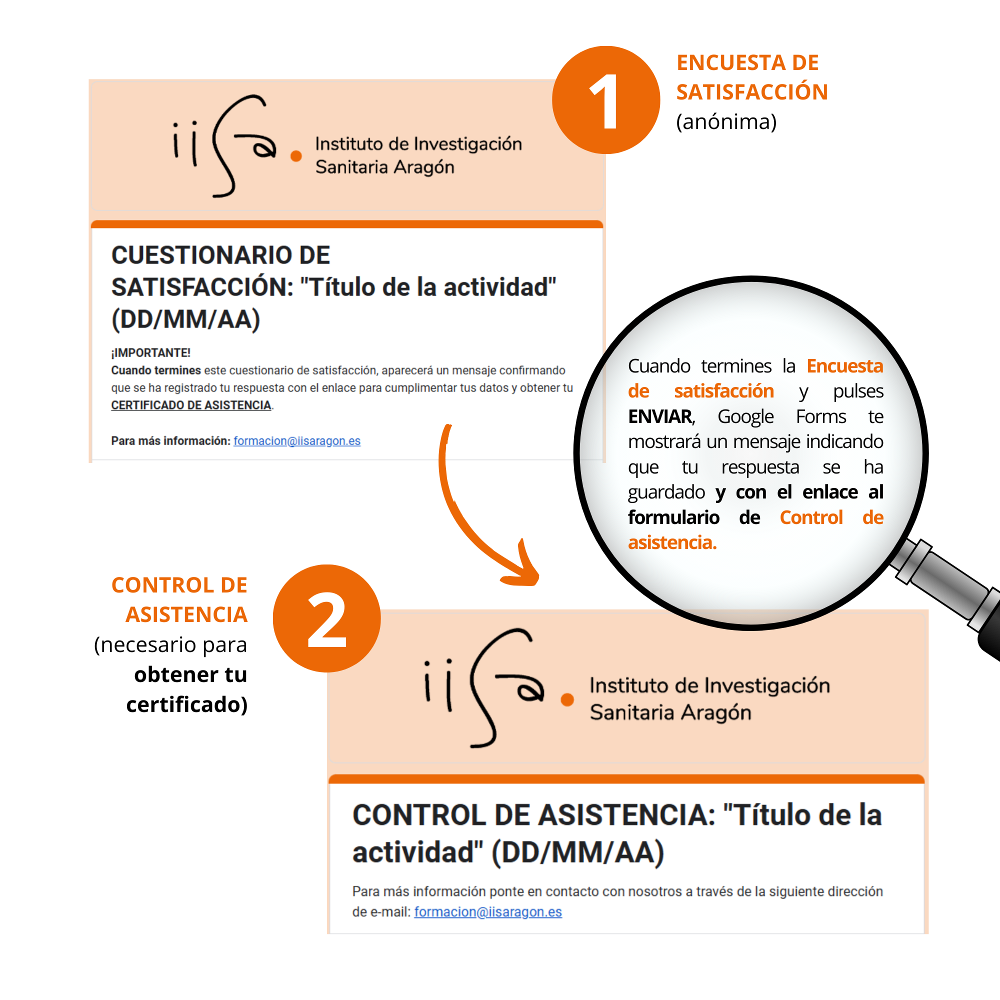 1
ENCUESTA DE
SATISFACCIÓN
(anónima)
iisa.
Instituto de Investigación
Sanitaria Aragón
CUESTIONARIO DE
SATISFACCIÓN: "Título de la actividad"
(DD/MM/AA)
¡IMPORTANTE!
Cuando termines este cuestionario de satisfacción, aparecerá un mensaje confirmando
que se ha registrado tu respuesta con el enlace para cumplimentar tus datos y obtener tu
CERTIFICADO DE ASISTENCIA.
Para más información: formacion@iisaragon.es
Cuando termines la Encuesta
de satisfacción y pulses
ENVIAR, Google Forms te
mostrará un mensaje indicando
que tu respuesta se ha
guardado y con el enlace al
formulario de Control de
asistencia.
CONTROL DE
ASISTENCIA
(necesario para
obtener tu
certificado)
2
iisa.
Instituto de Investigación
Sanitaria Aragón
CONTROL DE ASISTENCIA: "Título de la
actividad" (DD/MM/AA)
Para más información ponte en contacto con nosotros a través de la siguiente dirección
de e-mail: formacion@iisaragon.es